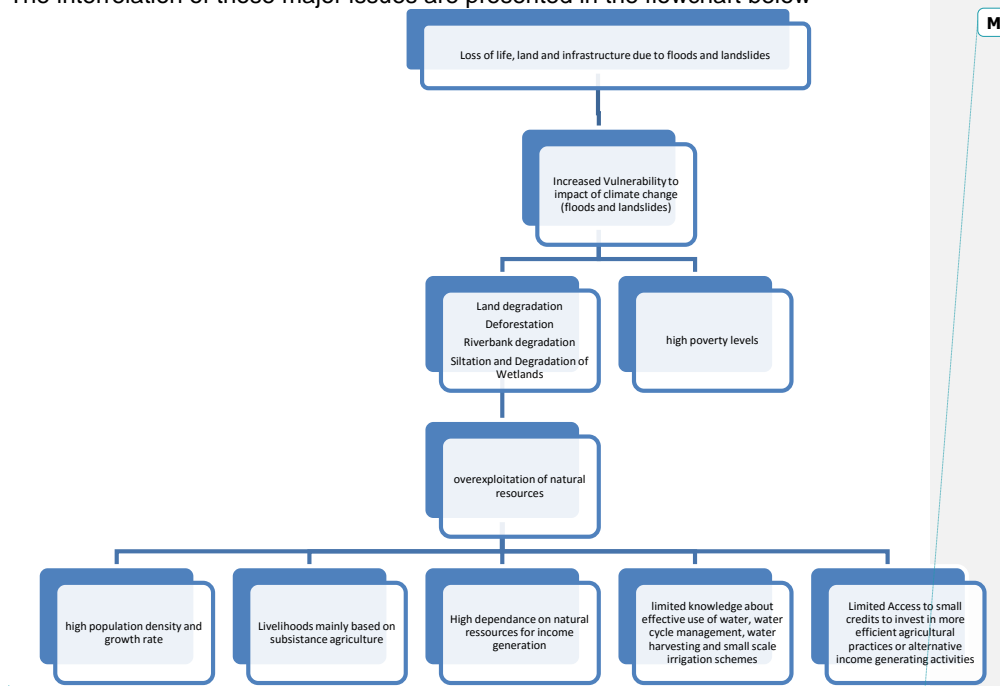 The interrelation of these major issues are presented in the flowchart below
M
Loss of life, land and infrastructure due to floods and landslides
Increased Vulnerability to
impact of climate change
(floods and landslides)
Land degradation
Deforestation
Riverbank degradation
Siltation and Degradation of
Wetlands
high poverty levels
overexploitation of natural
resources
high population density and
growth rate
Livelihoods mainly based on
subsistance agriculture
High dependance on natural
ressources for income
generation
limited knowledge about
effective use of water, water
cycle management, water
harvesting and small scale
irrigation schemes
Limited Access to small
credits to invest in more
efficient agricultural
practices or alternative
income generating activities